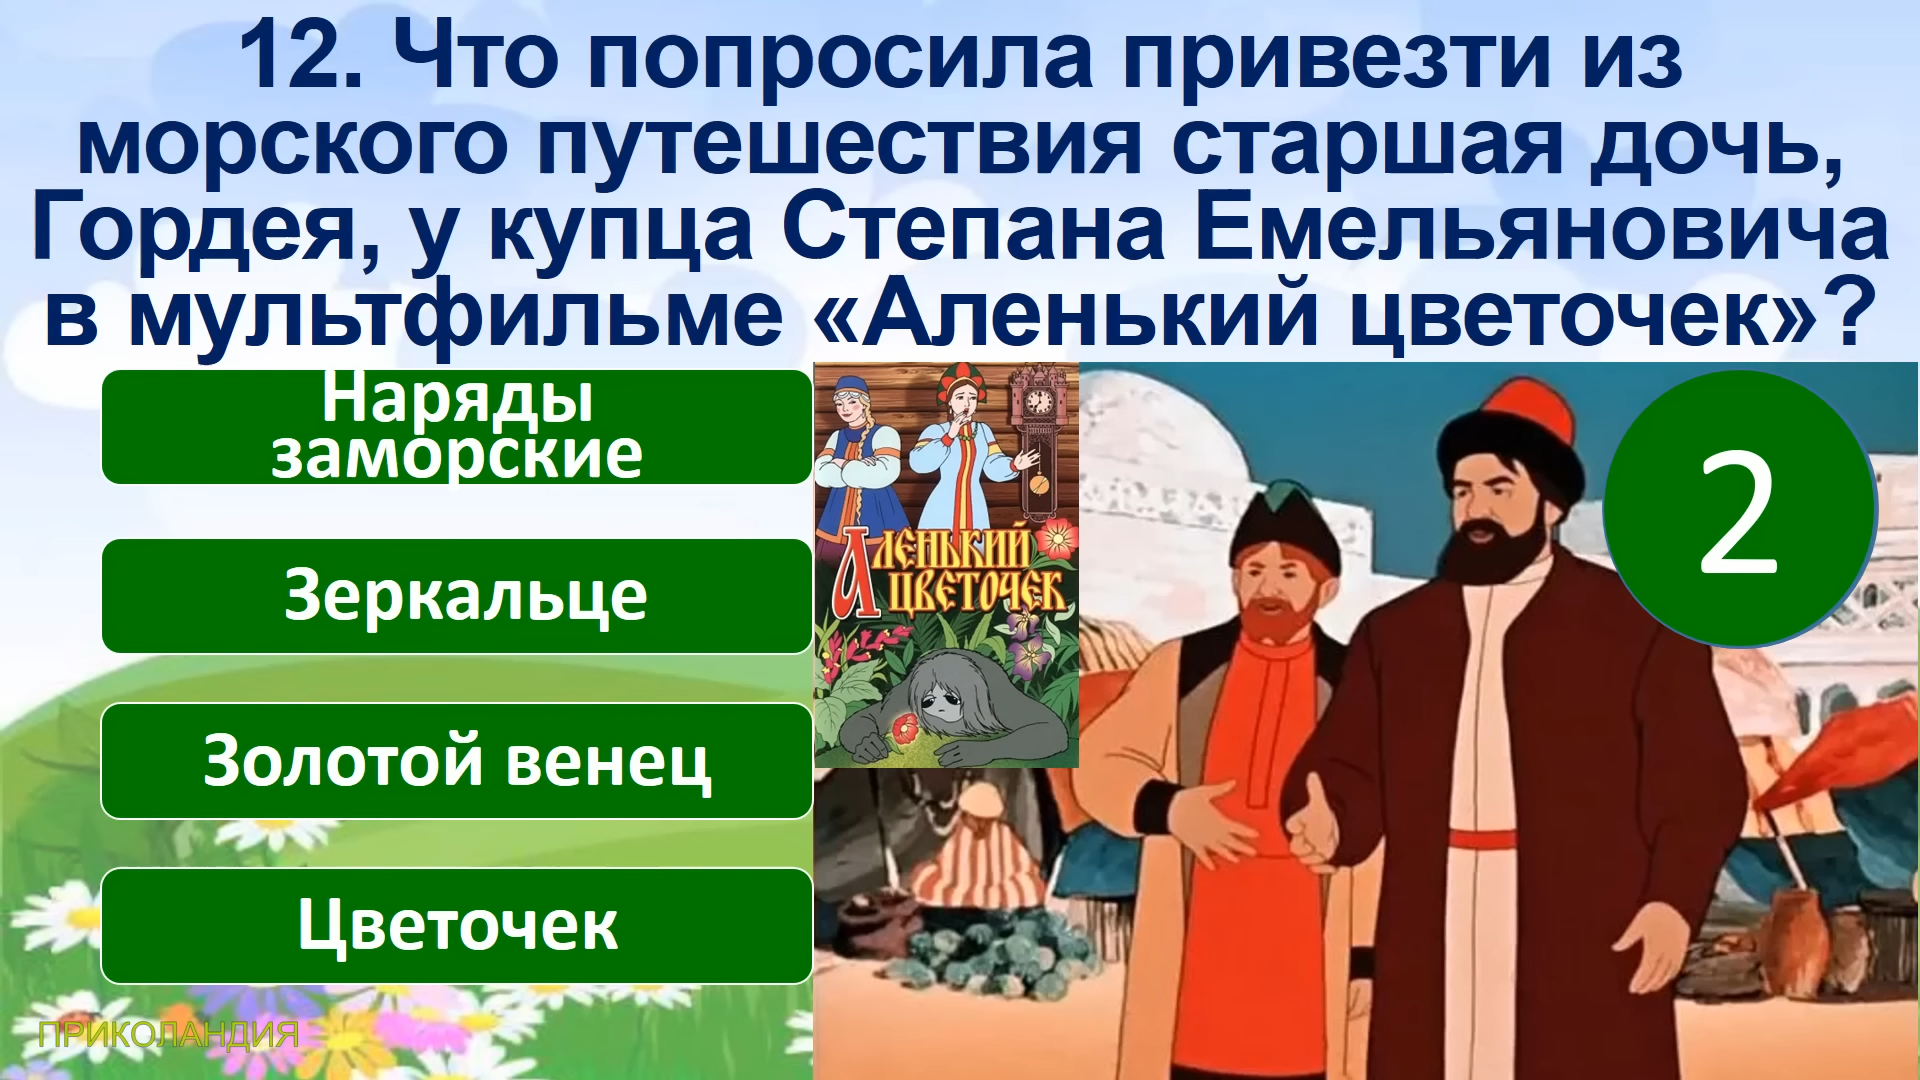 12. Что попросила привезти из
морского путешествия старшая дочь,
Гордея, у купца Степана Емельяновича
в мультфильме «Аленький цветочек»?
Наряды
заморские
Зеркальце
Золотой венец
Цветочек
Аленький
цветочек
2
ПРИКОЛАНДИЯ